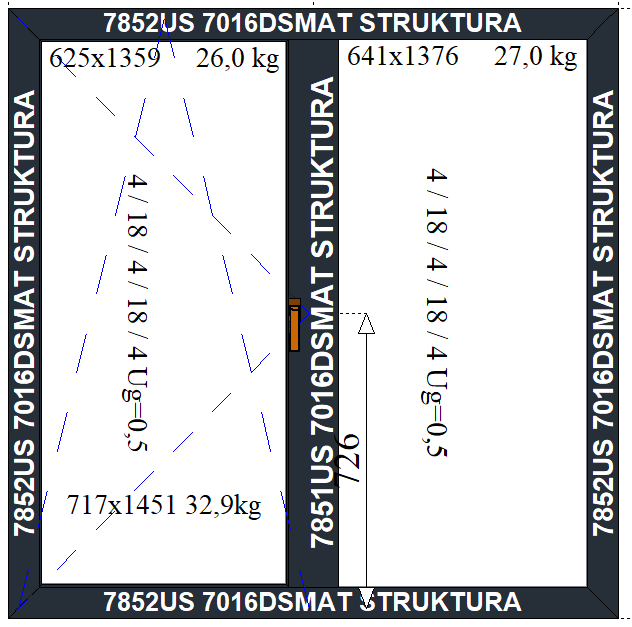 7852US 7016DSMAT STRUKTURA
625x1359 26,0 kg
641x1376 27,0 kg
7852US 7016DSMAT STRUKTURA
4 / 18 / 4 / 18 / 4 Ug=0,5
7851US 7016DSMAT STRUKTURA
4 / 18 / 4 / 18 / 4 Ug=0,5
7852US 7016DSMAT STRUKTURA
726
717x1451 32,9kg
7852US 7016DSMAT STRUKTURA